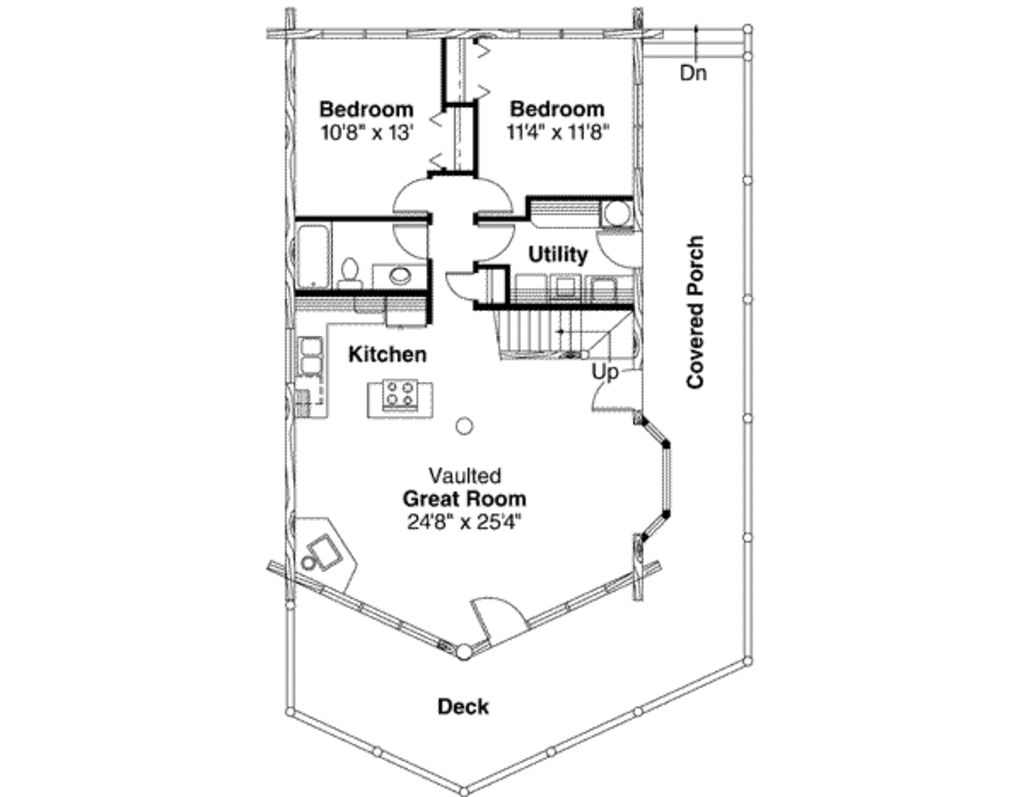 Dn
Bedroom
10'8" x 13'
Bedroom
11'4" x 11'8"
Utility
Covered Porch
Kitchen
Up
Vaulted
Great Room
24'8" x 25'4"
Deck